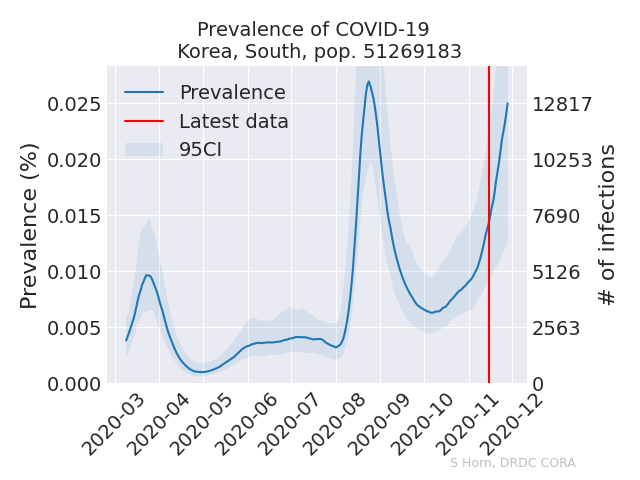 Prevalence of COVID-19
Korea, South, pop. 51269183
Prevalence
Latest data
95CI
Prevalence (%)
0.025
0.020
0.015
0.010
0.005
0.000
12817
10253
7690
5126
2563
0
# of infections
2020-03
2020-04
2020-05
2020-06
2020-07
2020-08
2020-09
2020-10
2020-11
2020-12
S Horn, DRDC CORA